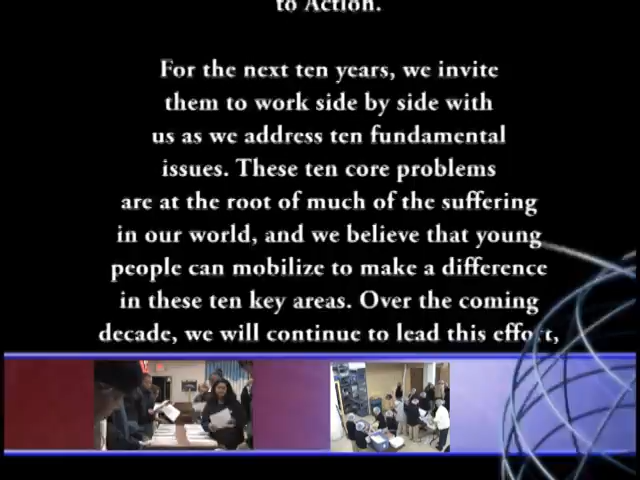 to Action.
For the next ten years, we invite
them to work side by side with
us as we address ten fundamental
issues. These ten core problems
are at the root of much of the suffering
in our world, and we believe that young
people can mobilize to make a difference
in these ten key areas. Over the coming
decade, we will continue to lead this effort,